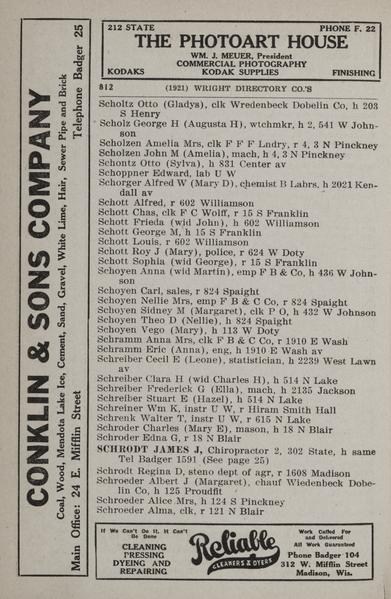 212 STATE PHONE F. 22
THE PHOTOART HOUSE
WM. J. MEUER, President
COMMERCIAL PHOTOGRAPHY
KODAKS KODAK SUPPLIES FINISHING
812 (1921) WRIGHT DIRECTORY CO.'S
Scholtz Otto (Gladys), clk Wredenbeck Dobelin Co, h 203
S Henry
Scholz George H (Augusta H), wtchmkr, h 2, 541 W John-
son
Scholzen Amelia Mrs, clk F F F Lndry, r 4, 3 N Pinckney
Scholzen John M (Amelia), mach, h 4, 3 N Pinckney
Schontz Otto (Sylva), h 831 Center av
Schoppner Edward, lab U W
Schorger Alfred W (Mary D), chemist B Labrs, h 2021 Ken-
dall av
Schott Alfred, r 602 Williamson
Schott Chas, clk F C Wolff, r 15 S Franklin
Schott Frieda (wid John), h 602 Williamson
Schott George M, h 15 S Franklin
Schott Louis, r 602 Williamson
Schott Roy J (Mary), police, r 624 W Doty
Schott Sophia (wid George), r 15 S Franklin
Schoyen Anna (wid Martin), emp F B & Co, h 436 W John-
son
Schoyen Carl, sales, r 824 Spaight
Schoyen Nellie Mrs, emp F B & C Co, r 824 Spaight
Schoyen Sidney M (Margaret), clk P O, h 432 W Johnson
Schoyen Theo D (Nellie), h 824 Spaight
Schoyen Vego (Mary), h 113 W Doty
Schramm Anna Mrs, clk F B & C Co, r 1910 E Wash
Schramm Eric (Anna), eng, h 1910 E Wash av
Schreiber Cecil E (Leone), statistician, h 2239 West Lawn
av
Schreiber Clara H (wid Charles H), h 514 N Lake
Schreiber Frederick G (Ella), mach, h 2135 Jackson
Schreiber Stuart E (Hazel), h 514 N Lake
Schreiner Wm K, instr U W, r Hiram Smith Hall
Schrenk Walter T, instr U W, r 615 N Lake
Schroder Charles (Mary E), mason, h 18 N Blair
Schroder Edna G, r 18 N Blair
SCHRODT JAMES J, Chiropractor 2, 302 State, h same
Tel Badger 1591 (See page 25)
Schrodt Regina D, steno dept of agr, r 1608 Madison
Schroeder Albert J (Margaret), chauf Wiedenbeck Dobe-
lin Co, h 125 Proudfit
Schroeder Alice Mrs, h 124 S Pinckney
Schroeder Alma, clk, r 121 N Blair
CONKLIN & SONS COMPANY
Coal, Wood, Mendota Lake Ice, Cement, Sand, Gravel, White Lime, Hair, Sewer Pipe and Brick
Main Office: 24 E. Mifflin Street Telephone Badger 25
If We Can't Do It, It Can't
Be Done
CLEANING
PRESSING
DYEING AND
REPAIRING
Reliable
CLEANERS & DYERS
Work Called For
and Delivered
All Work Guaranteed
Phone Badger 104
312 W. Mifflin Street
Madison, Wis.